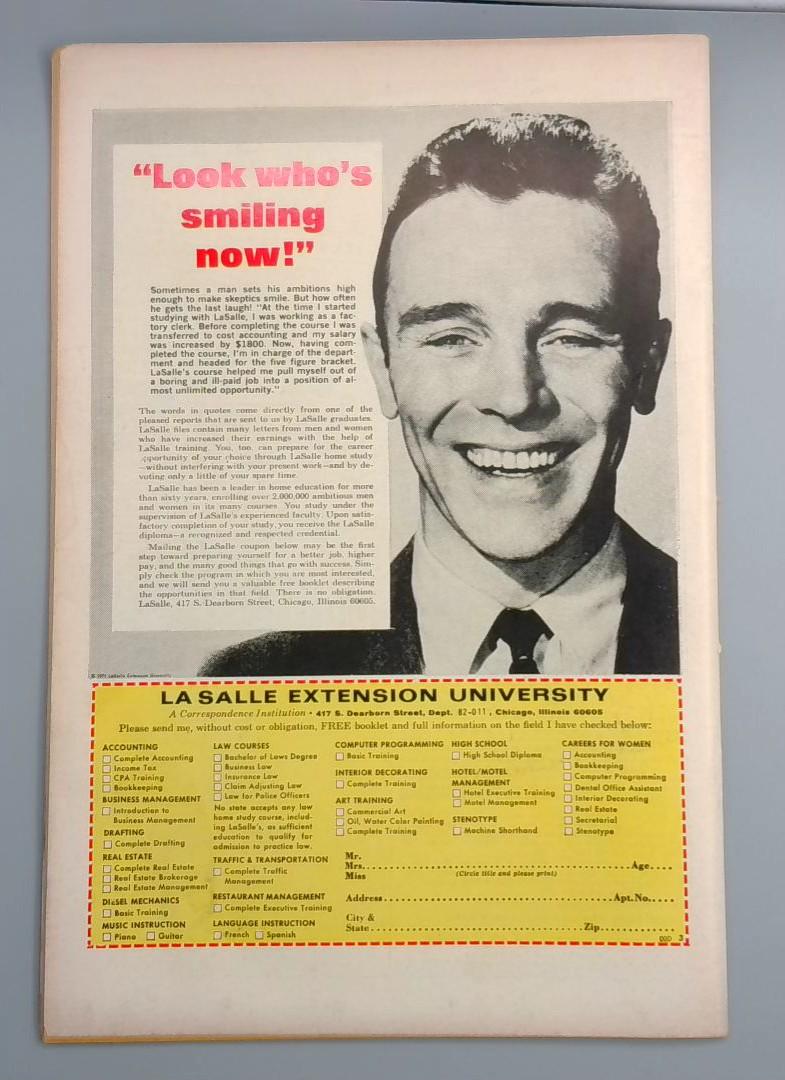 “Look who’s
smiling
now!”
Sometimes a man sets his ambitions high
enough to make skeptics smile. But how often
he gets the last laugh! “At the time I started
studying with LaSalle, I was working as a fac-
tory clerk. Before completing the course I was
transferred to cost accounting and my salary
was increased by $1800. Now, having com-
pleted the course, I’m in charge of the depart-
ment and headed for the five figure bracket.
LaSalle’s course helped me pull myself out of
a boring and ill-paid job into a position of al-
most unlimited opportunity.”
The words in quotes come directly from one of the
pleased reports that are sent to us by LaSalle graduates.
LaSalle files contain many letters from men and women
who have increased their earnings with the help of
LaSalle training. You, too, can prepare for the career
opportunity of your choice through LaSalle home study
—without interfering with your present work—and by de-
voting only a little of your spare time.
LaSalle has been a leader in home education for more
than sixty years, enrolling over 2,000,000 ambitious men
and women in its many courses. You study under the
supervision of LaSalle’s experienced faculty. Upon satis-
factory completion of your study, you receive the LaSalle
diploma—a recognized and respected credential.
Mailing the LaSalle coupon below may be the first
step toward preparing yourself for a better job, higher
pay, and the many good things that go with success. Sim-
ply check the program in which you are most interested,
and we will send you a valuable free booklet describing
the opportunities in that field. There is no obligation.
LaSalle, 417 S. Dearborn Street, Chicago, Illinois 60605.
© 1971 LaSalle Extension University
LA SALLE EXTENSION UNIVERSITY
A Correspondence Institution • 417 S. Dearborn Street, Dept. 82-011, Chicago, Illinois 60605
Please send me, without cost or obligation, FREE booklet and full information on the field I have checked below:
ACCOUNTING
Complete Accounting
Income Tax
CPA Training
Bookkeeping
BUSINESS MANAGEMENT
Introduction to
Business Management
DRAFTING
Complete Drafting
REAL ESTATE
Complete Real Estate
Real Estate Brokerage
Real Estate Management
DIESEL MECHANICS
Basic Training
MUSIC INSTRUCTION
Piano Guitar
LAW COURSES
Bachelor of Laws Degree
Business Law
Insurance Law
Claim Adjusting Law
Law for Police Officers
No state accepts any law
home study course, includ-
ing LaSalle’s, as sufficient
education to qualify for
admission to practice law.
TRAFFIC & TRANSPORTATION
Complete Traffic
Management
RESTAURANT MANAGEMENT
Complete Executive Training
LANGUAGE INSTRUCTION
French Spanish
COMPUTER PROGRAMMING
Basic Training
INTERIOR DECORATING
Complete Training
ART TRAINING
Commercial Art
Oil, Water Color Painting
Complete Training
HIGH SCHOOL
High School Diploma
HOTEL/MOTEL
MANAGEMENT
Hotel Executive Training
Motel Management
STENOTYPE
Machine Shorthand
CAREERS FOR WOMEN
Accounting
Bookkeeping
Computer Programming
Dental Office Assistant
Interior Decorating
Real Estate
Secretarial
Stenotype
Mr.
Mrs. Age
Miss (Circle title and please print)
Address Apt.No.
City &
State Zip
3